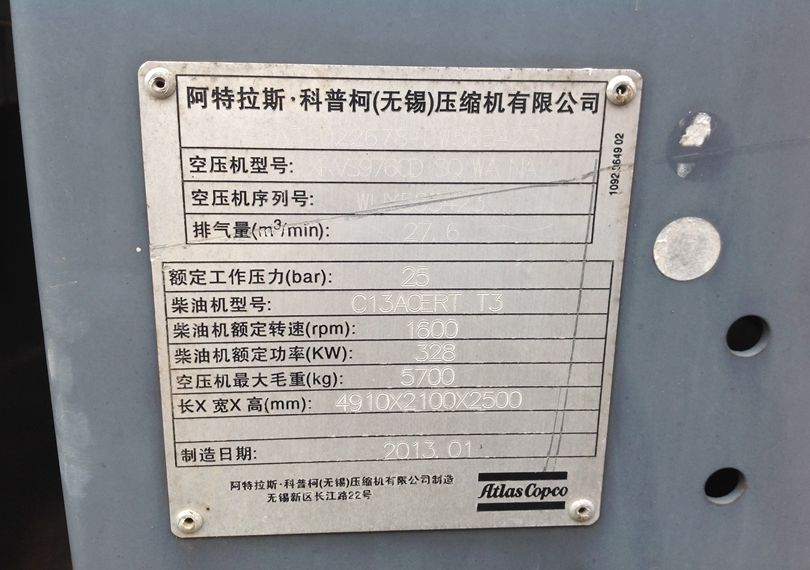 阿特拉斯·科普柯(无锡)压缩机有限公司
空压机型号:
空压机序列号:
排气量(m³/min): 27.6
额定工作压力(bar): 25
柴油机型号: C13ACERT T3
柴油机额定转速(rpm): 1600
柴油机额定功率(KW): 328
空压机最大毛重(kg): 5700
长X 宽X 高(mm): 4910X2100X2500
制造日期: 2013.01
阿特拉斯·科普柯(无锡)压缩机有限公司制造
无锡新区长江路22号
Atlas Copco